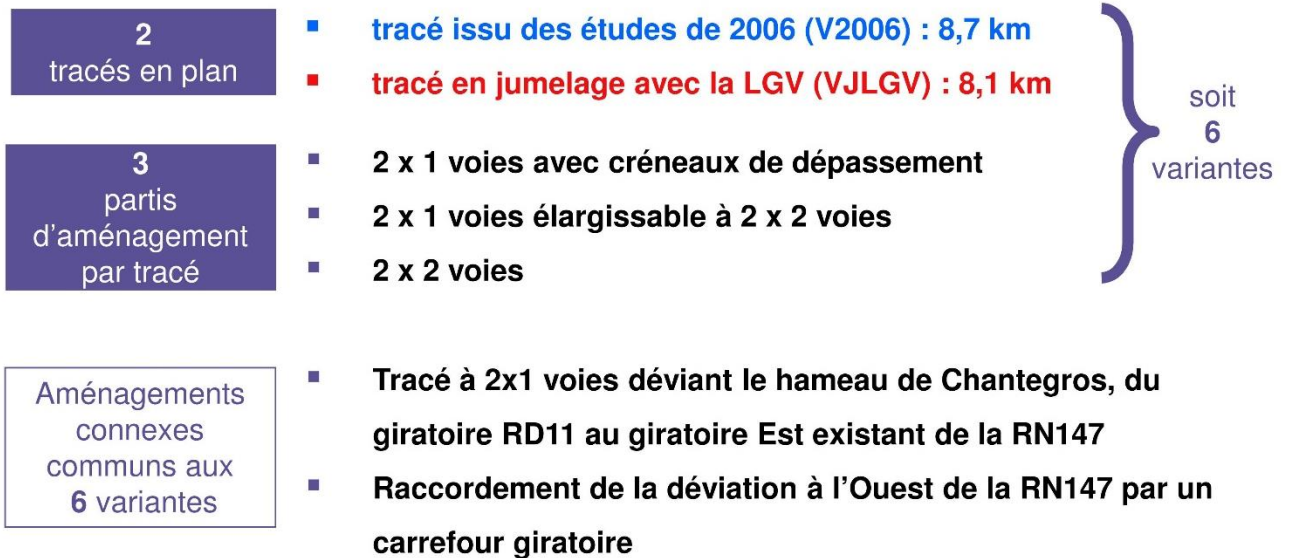 2
tracés en plan
▪ tracé issu des études de 2006 (V2006) : 8,7 km
▪ tracé en jumelage avec la LGV (VJLGV) : 8,1 km
3
partis
d’aménagement
par tracé
▪ 2 x 1 voies avec créneaux de dépassement
▪ 2 x 1 voies élargissable à 2 x 2 voies
▪ 2 x 2 voies
soit
6
variantes
Aménagements
connexes
communs aux
6 variantes
▪ Tracé à 2x1 voies déviant le hameau de Chantegros, du
giratoire RD11 au giratoire Est existant de la RN147
▪ Raccordement de la déviation à l’Ouest de la RN147 par un
carrefour giratoire